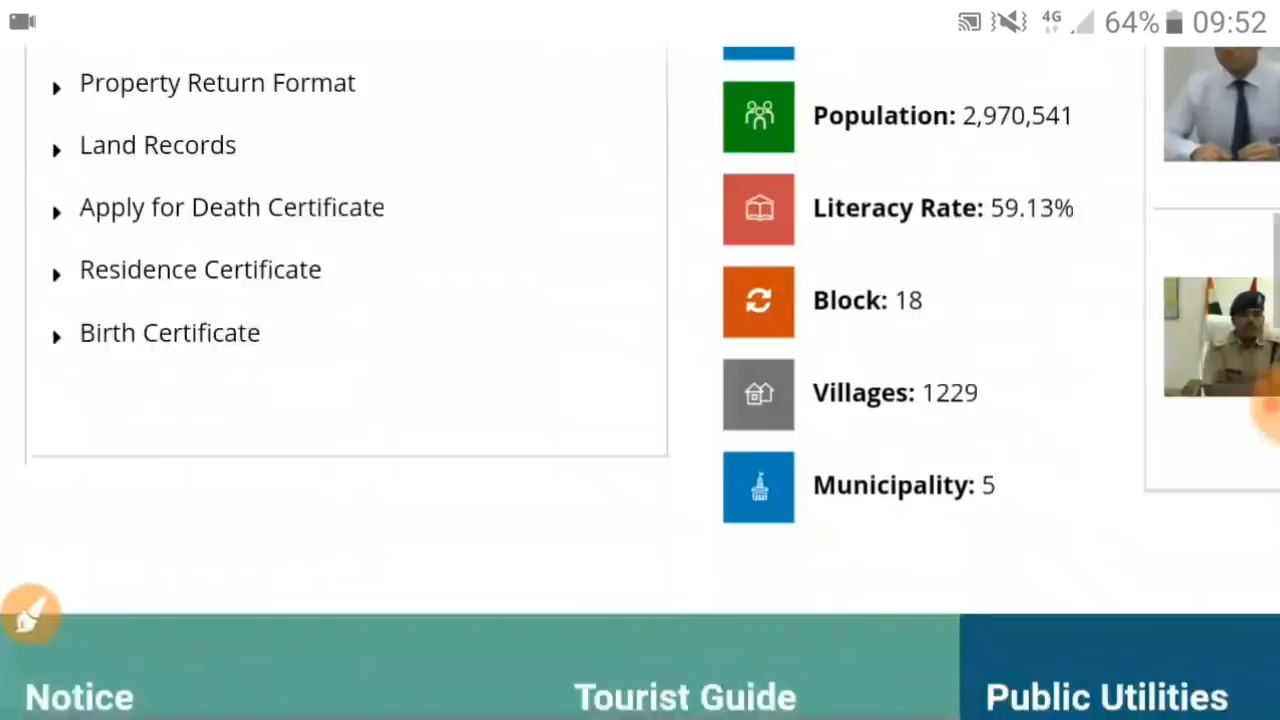 4G 64% 09:52
Property Return Format
Land Records
Apply for Death Certificate
Residence Certificate
Birth Certificate
Population: 2,970,541
Literacy Rate: 59.13%
Block: 18
Villages: 1229
Municipality: 5
Notice
Tourist Guide
Public Utilities